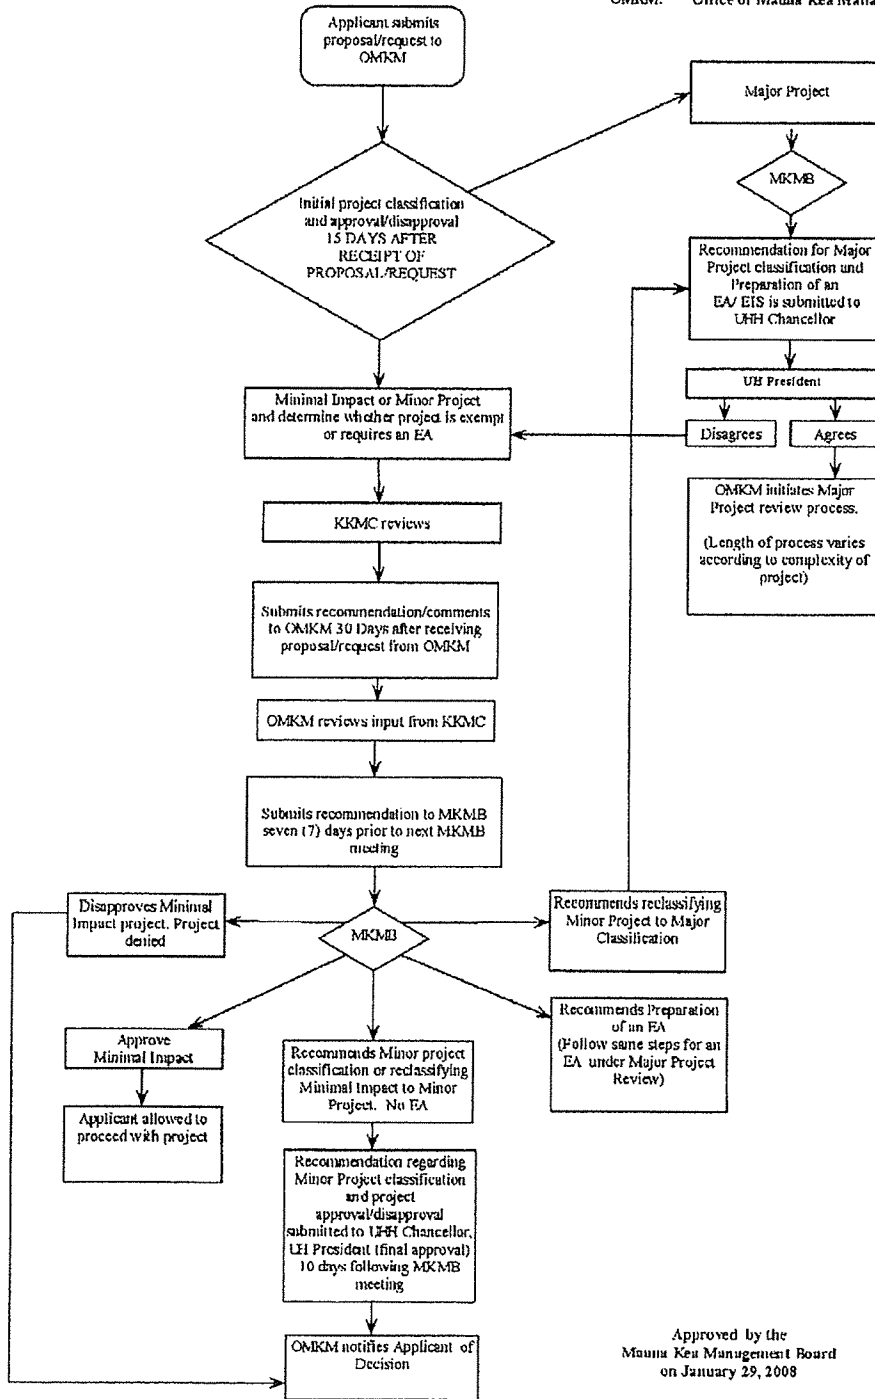 OMKM: Office of Mauna Kea Mana
Applicant submits
proposal/request to
OMKM
Major Project
MKMB
Initial project classification
and approval/disapproval
15 DAYS AFTER
RECEIPT OF
PROPOSAL/REQUEST
Recommendation for Major
Project classification and
Preparation of an
EA/ EIS is submitted to
UHH Chancellor
UH President
Minimal Impact or Minor Project
and determine whether project is exempt
or requires an EA
Disagrees
Agrees
OMKM initiates Major
Project review process.
(Length of process varies
according to complexity of
project)
KKMC reviews
Submits recommendation/comments
to OMKM 30 Days after receiving
proposal/request from OMKM
OMKM reviews input from KKMC
Submits recommendation to MKMB
seven (7) days prior to next MKMB
meeting
Disapproves Minimal
Impact project. Project
denied
MKMB
Recommends reclassifying
Minor Project to Major
Classification
Approve
Minimal Impact
Applicant allowed to
proceed with project
Recommends Minor project
classification or reclassifying
Minimal Impact to Minor
Project. No EA
Recommends Preparation
of an EA
(Follow same steps for an
EA under Major Project
Review)
Recommendation regarding
Minor Project classification
and project
approval/disapproval
submitted to UHH Chancellor,
UH President (final approval)
10 days following MKMB
meeting
OMKM notifies Applicant of
Decision
Approved by the
Mauna Kea Management Board
on January 29, 2008